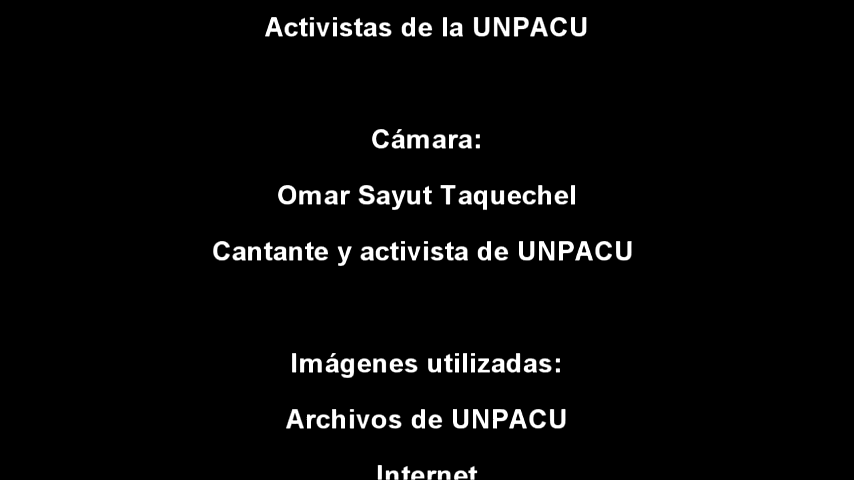 Activistas de la UNPACU
Cámara:
Omar Sayut Taquechel
Cantante y activista de UNPACU
Imágenes utilizadas:
Archivos de UNPACU
Internet